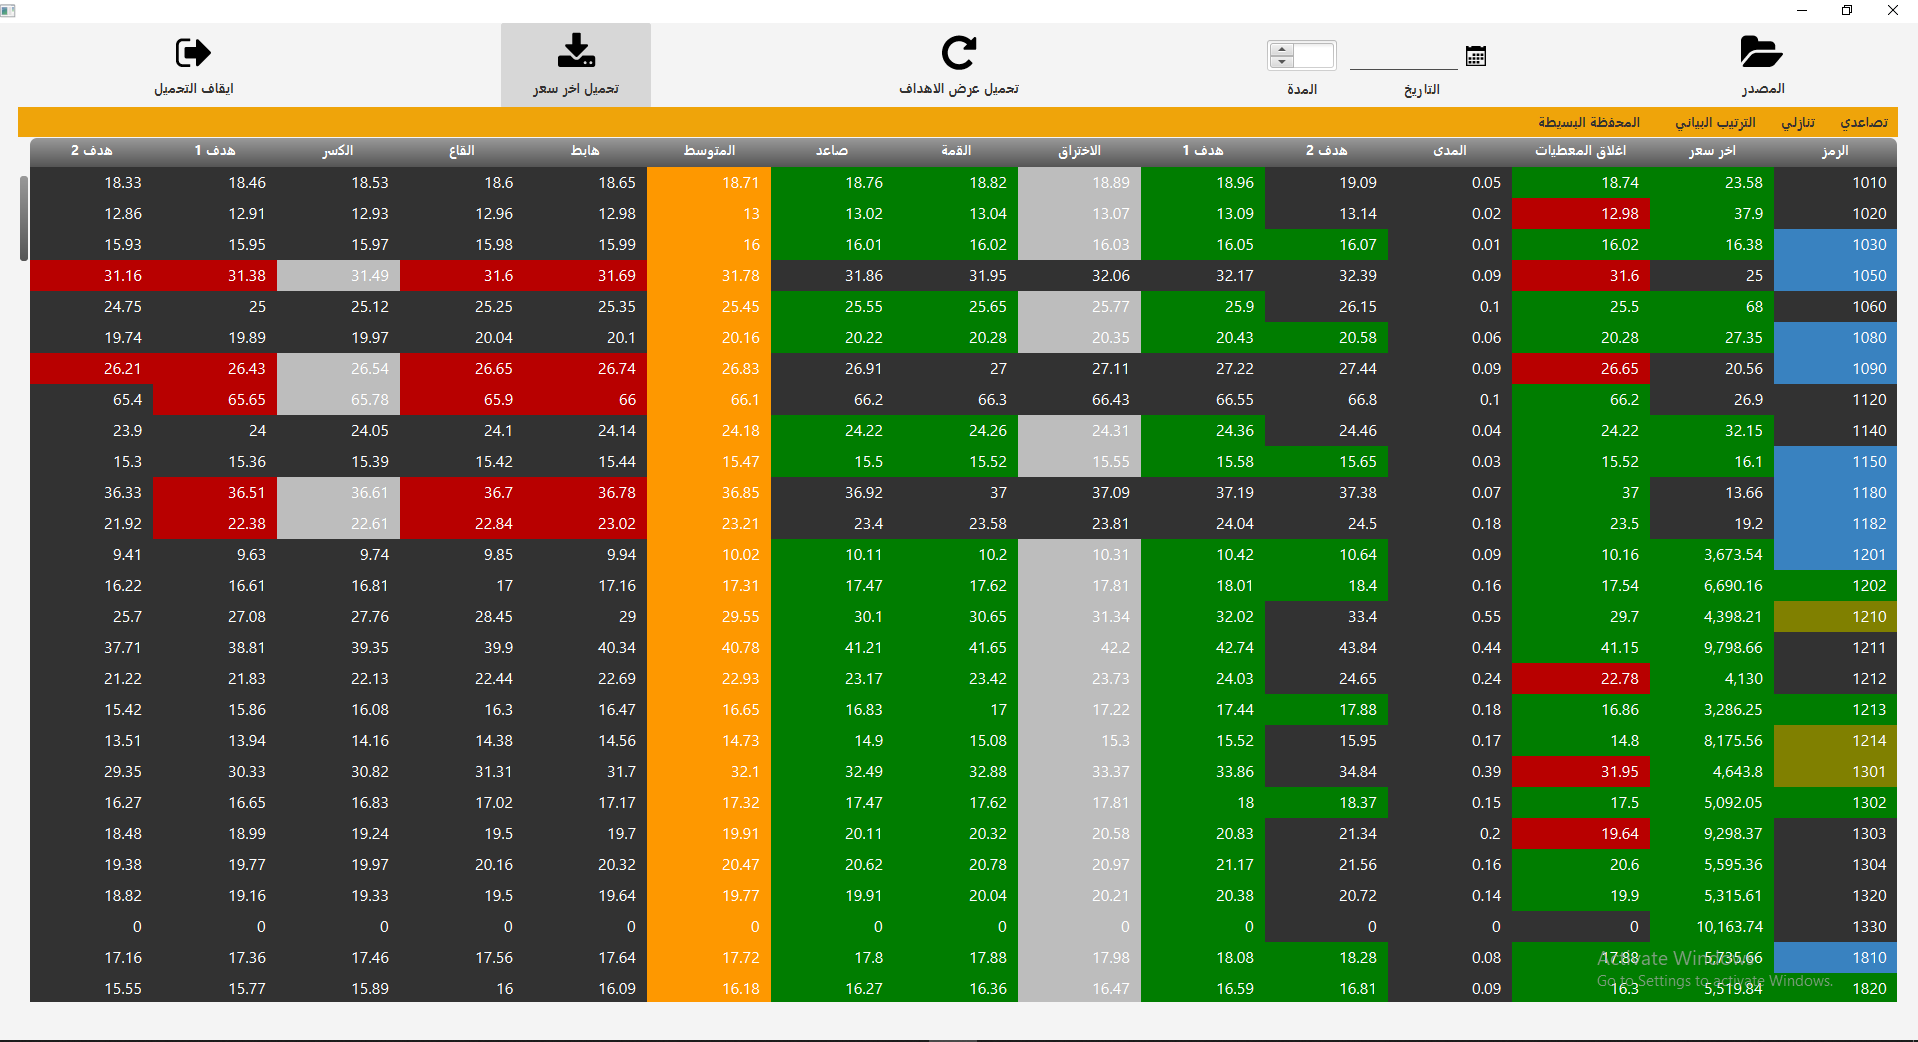 المصدر
التاريخ
المدة
تحميل عرض الاهداف
تحميل اخر سعر
ايقاف التحميل
تصاعدي تنازلي الترتيب البياني المحفظة البسيطة
الرمز اخر سعر اغلاق المعطيات المدى هدف 2 هدف 1 الاختراق القمة صاعد المتوسط هابط القاع الكسر هدف 1 هدف 2
1010 23.58 18.74 0.05 19.09 18.96 18.89 18.82 18.76 18.71 18.65 18.6 18.53 18.46 18.33
1020 37.9 12.98 0.02 13.14 13.09 13.07 13.04 13.02 13 12.98 12.96 12.93 12.91 12.86
1030 16.38 16.02 0.01 16.07 16.05 16.03 16.02 16.01 16 15.99 15.98 15.97 15.95 15.93
1050 25 31.6 0.09 32.39 32.17 32.06 31.95 31.86 31.78 31.69 31.6 31.49 31.38 31.16
1060 68 25.5 0.1 26.15 25.9 25.77 25.65 25.55 25.45 25.35 25.25 25.12 25 24.75
1080 27.35 20.28 0.06 20.58 20.43 20.35 20.28 20.22 20.16 20.1 20.04 19.97 19.89 19.74
1090 20.56 26.65 0.09 27.44 27.22 27.11 27 26.91 26.83 26.74 26.65 26.54 26.43 26.21
1120 26.9 66.2 0.1 66.8 66.55 66.43 66.3 66.2 66.1 66 65.9 65.78 65.65 65.4
1140 32.15 24.22 0.04 24.46 24.36 24.31 24.26 24.22 24.18 24.14 24.1 24.05 24 23.9
1150 16.1 15.52 0.03 15.65 15.58 15.55 15.52 15.5 15.47 15.44 15.42 15.39 15.36 15.3
1180 13.66 37 0.07 37.38 37.19 37.09 37 36.92 36.85 36.78 36.7 36.61 36.51 36.33
1182 19.2 23.5 0.18 24.5 24.04 23.81 23.58 23.4 23.21 23.02 22.84 22.61 22.38 21.92
1201 3,673.54 10.16 0.09 10.64 10.42 10.31 10.2 10.11 10.02 9.94 9.85 9.74 9.63 9.41
1202 6,690.16 17.54 0.16 18.4 18.01 17.81 17.62 17.47 17.31 17.16 17 16.81 16.61 16.22
1210 4,398.21 29.7 0.55 33.4 32.02 31.34 30.65 30.1 29.55 29 28.45 27.76 27.08 25.7
1211 9,798.66 41.15 0.44 43.84 42.74 42.2 41.65 41.21 40.78 40.34 39.9 39.35 38.81 37.71
1212 4,130 22.78 0.24 24.65 24.03 23.73 23.42 23.17 22.93 22.69 22.44 22.13 21.83 21.22
1213 3,286.25 16.86 0.18 17.88 17.44 17.22 17 16.83 16.65 16.47 16.3 16.08 15.86 15.42
1214 8,175.56 14.8 0.17 15.95 15.52 15.3 15.08 14.9 14.73 14.56 14.38 14.16 13.94 13.51
1301 4,643.8 31.95 0.39 34.84 33.86 33.37 32.88 32.49 32.1 31.7 31.31 30.82 30.33 29.35
1302 5,092.05 17.5 0.15 18.37 18 17.81 17.62 17.47 17.32 17.17 17.02 16.83 16.65 16.27
1303 9,298.37 19.64 0.2 21.34 20.83 20.58 20.32 20.11 19.91 19.7 19.5 19.24 18.99 18.48
1304 5,595.36 20.6 0.16 21.56 21.17 20.97 20.78 20.62 20.47 20.32 20.16 19.97 19.77 19.38
1320 5,315.61 19.9 0.14 20.72 20.38 20.21 20.04 19.91 19.77 19.64 19.5 19.33 19.16 18.82
1330 10,163.74 0 0 0 0 0 0 0 0 0 0 0 0 0
1810 5,735.66 17.88 0.08 18.28 18.08 17.98 17.88 17.8 17.72 17.64 17.56 17.46 17.36 17.16
1820 5,519.84 16.3 0.09 16.81 16.59 16.47 16.36 16.27 16.18 16.09 16 15.89 15.77 15.55
Activate Windows
Go to Settings to activate Windows.